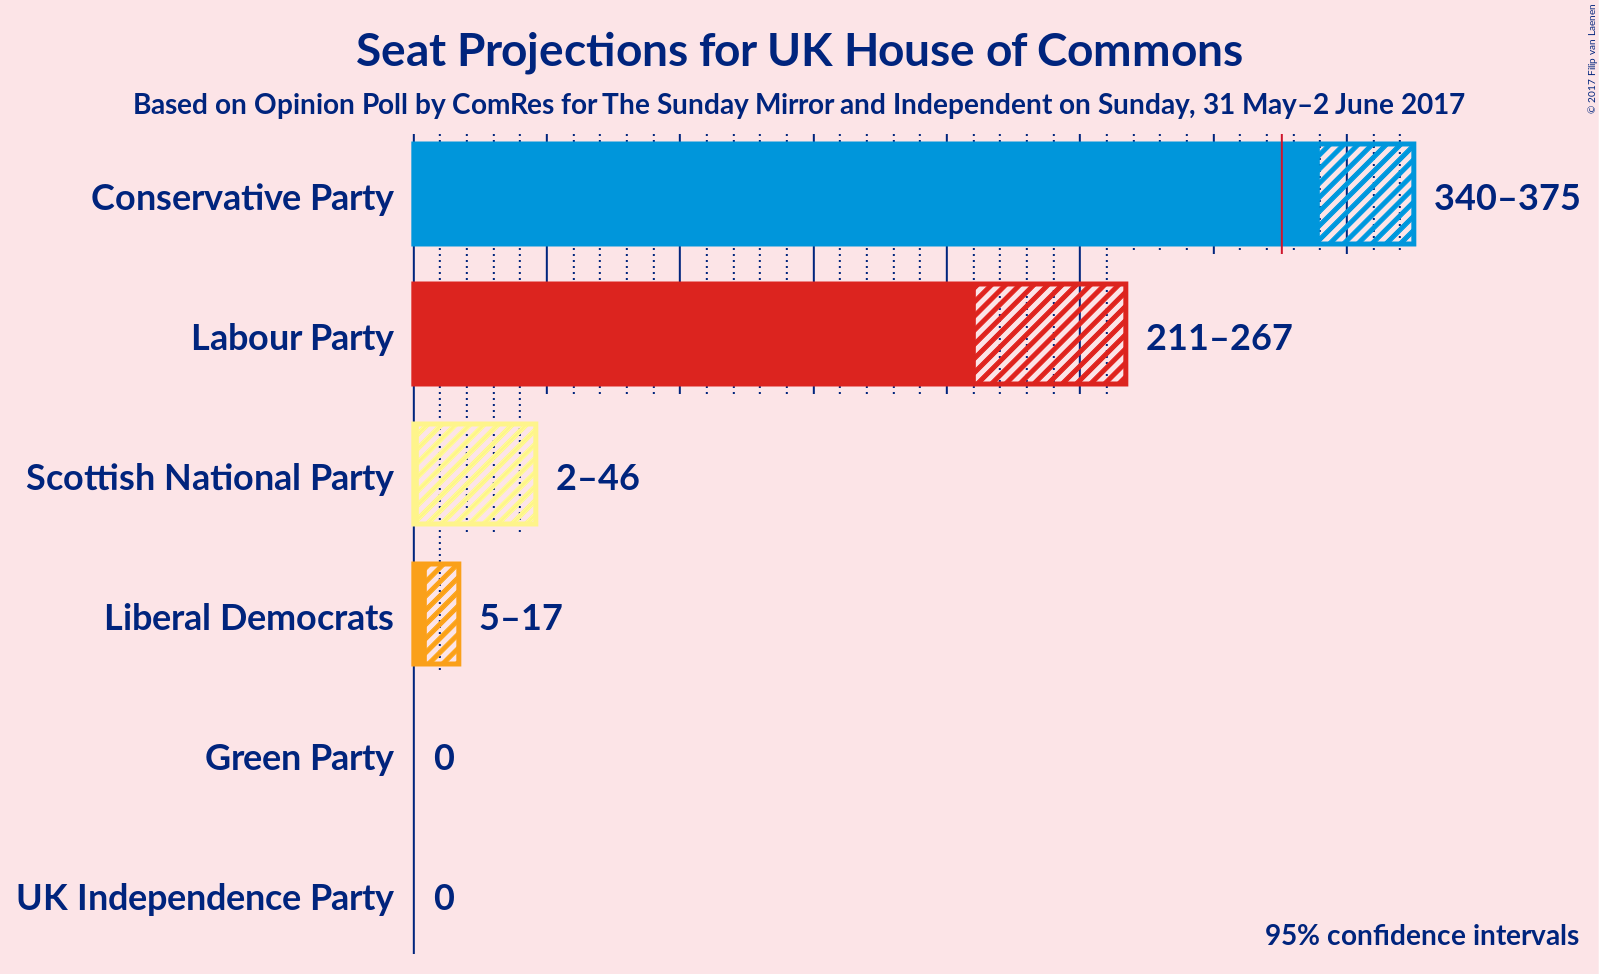 Seat Projections for UK House of Commons
Based on Opinion Poll by ComRes for The Sunday Mirror and Independent on Sunday, 31 May–2 June 2017
© 2017 Filip van Laenen
Conservative Party 340–375
Labour Party 211–267
Scottish National Party 2–46
Liberal Democrats 5–17
Green Party 0
UK Independence Party 0
95% confidence intervals